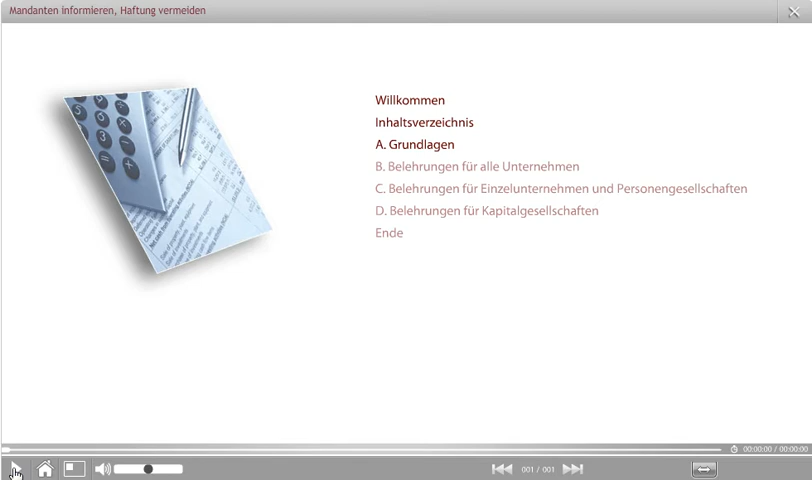 Mandanten informieren, Haftung vermeiden
Willkommen
Inhaltsverzeichnis
A. Grundlagen
B. Belehrungen für alle Unternehmen
C. Belehrungen für Einzelunternehmen und Personengesellschaften
D. Belehrungen für Kapitalgesellschaften
Ende
00:00:00 / 00:00:00
001 / 001